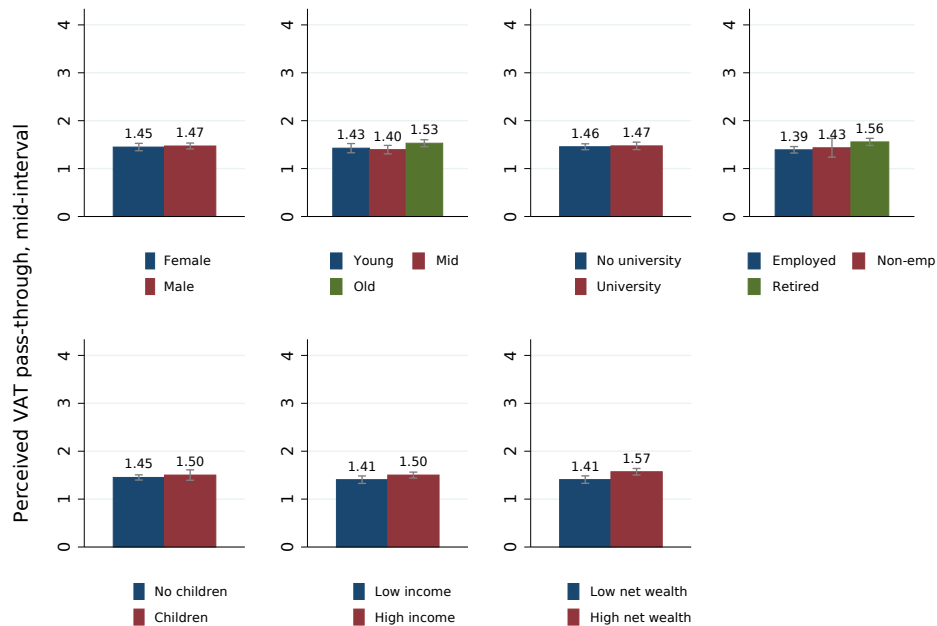 Perceived VAT pass-through, mid-interval
0 1 2 3 4
1.45 1.47
Female
Male
0 1 2 3 4
1.43 1.40 1.53
Young Mid
Old
0 1 2 3 4
1.46 1.47
No university
University
0 1 2 3 4
1.39 1.43 1.56
Employed Non-emp
Retired
0 1 2 3 4
1.45 1.50
No children
Children
0 1 2 3 4
1.41 1.50
Low income
High income
0 1 2 3 4
1.41 1.57
Low net wealth
High net wealth